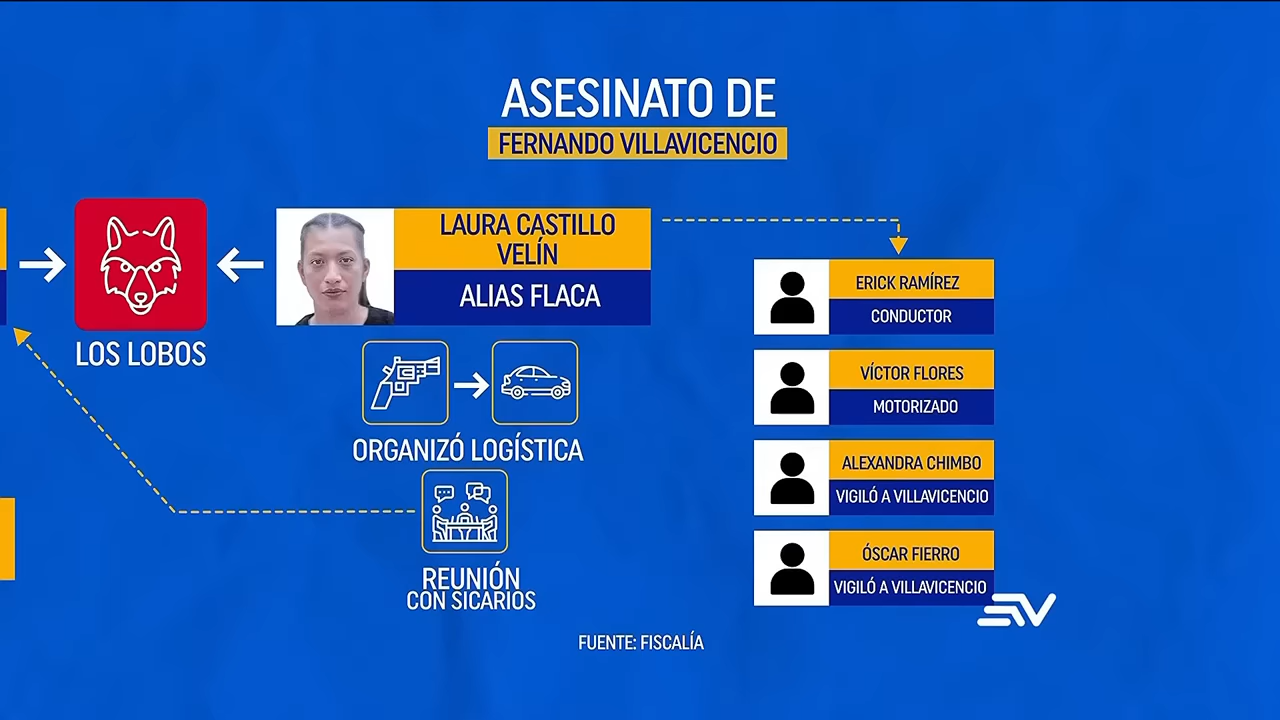 ASESINATO DE
FERNANDO VILLAVICENCIO
LOS LOBOS
LAURA CASTILLO
VELÍN
ALIAS FLACA
ORGANIZÓ LOGÍSTICA
REUNIÓN
CON SICARIOS
ERICK RAMÍREZ
CONDUCTOR
VÍCTOR FLORES
MOTORIZADO
ALEXANDRA CHIMBO
VIGILÓ A VILLAVICENCIO
ÓSCAR FIERRO
VIGILÓ A VILLAVICENCIO
FUENTE: FISCALÍA